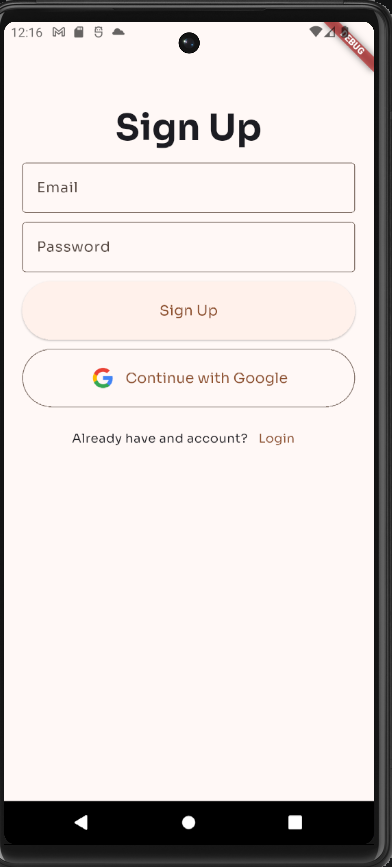 12:16
DEBUG
Sign Up
Email
Password
Sign Up
Continue with Google
Already have and account? Login